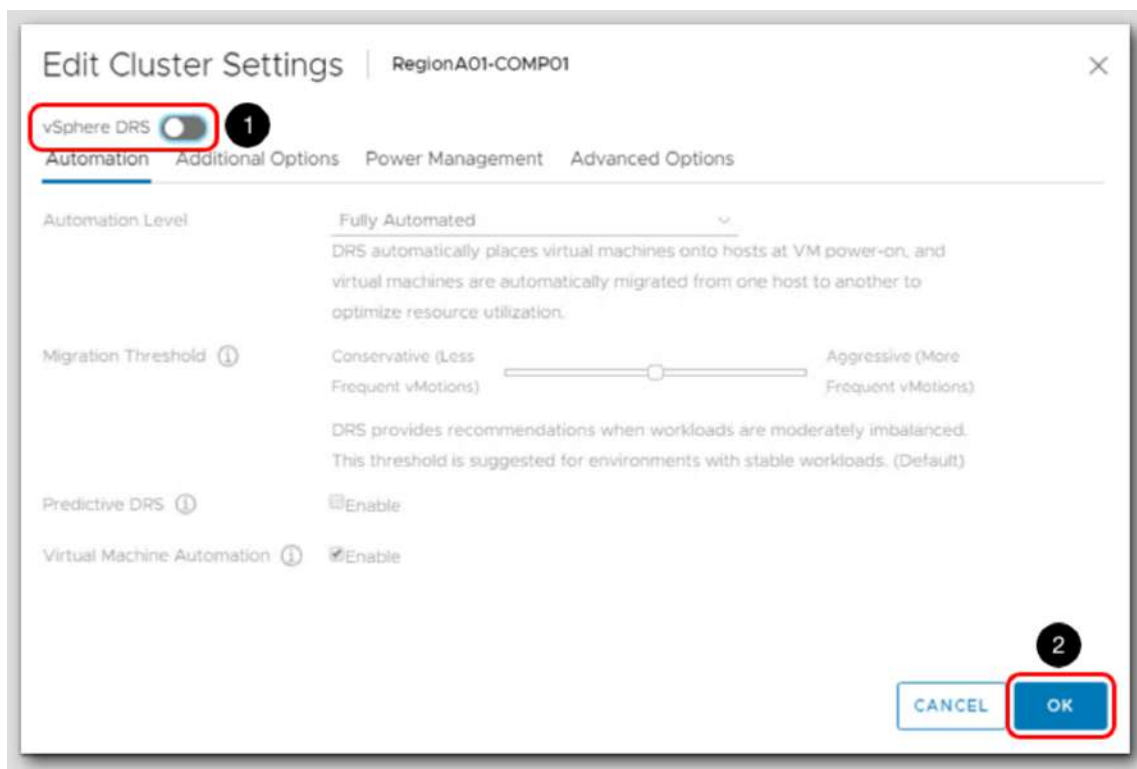 Edit Cluster Settings RegionA01-COMP01
vSphere DRS 1
Automation Additional Options Power Management Advanced Options
Automation Level Fully Automated
DRS automatically places virtual machines onto hosts at VM power-on, and
virtual machines are automatically migrated from one host to another to
optimize resource utilization.
Migration Threshold Conservative (Less Aggressive (More
Frequent vMotions) Frequent vMotions)
DRS provides recommendations when workloads are moderately imbalanced.
This threshold is suggested for environments with stable workloads. (Default)
Predictive DRS Enable
Virtual Machine Automation Enable
2
CANCEL OK